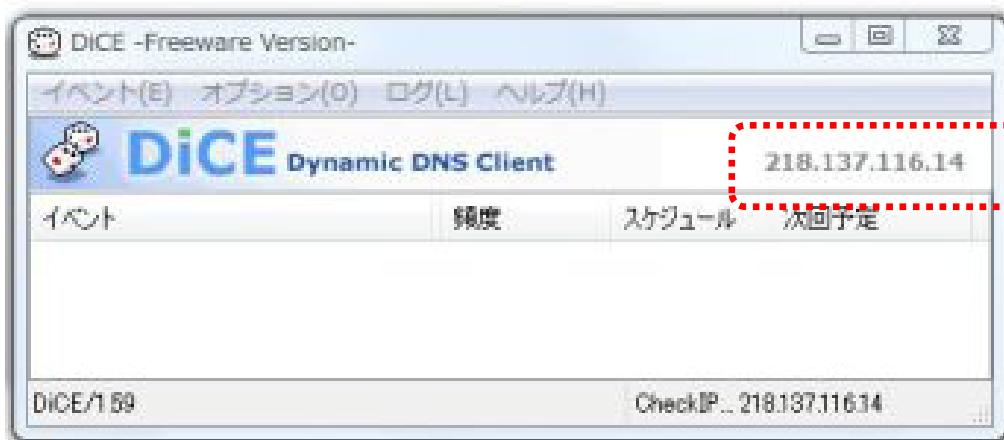 DiCE -Freeware Version-
イベント(E) オプション(O) ログ(L) ヘルプ(H)
DiCE Dynamic DNS Client 218.137.116.14
イベント 頻度 スケジュール 次回予定
DiCE/1.59 CheckIP... 218.137.116.14